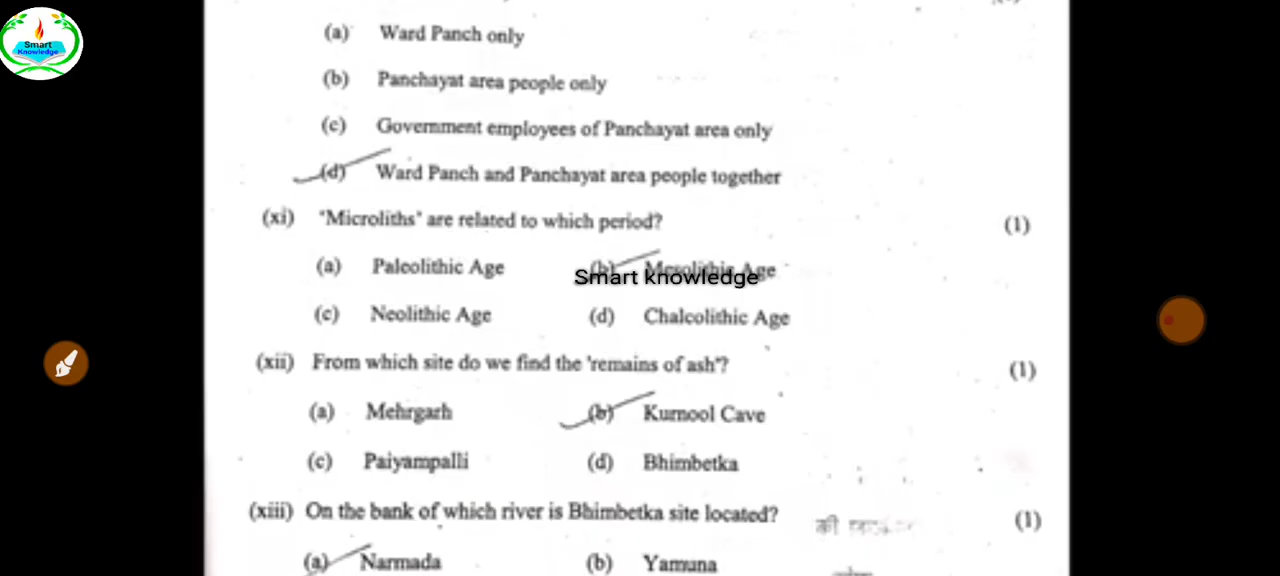 Smart
Knowledge
(a) Ward Panch only
(b) Panchayat area people only
(c) Government employees of Panchayat area only
(d) Ward Panch and Panchayat area people together
(xi) 'Microliths' are related to which period? (1)
(a) Paleolithic Age (b) Mesolithic Age
Smart knowledge
(c) Neolithic Age (d) Chalcolithic Age
(xii) From which site do we find the 'remains of ash'? (1)
(a) Mehrgarh (b) Kurnool Cave
(c) Paiyampalli (d) Bhimbetka
(xiii) On the bank of which river is Bhimbetka site located? (1)
की
(a) Narmada (b) Yamuna